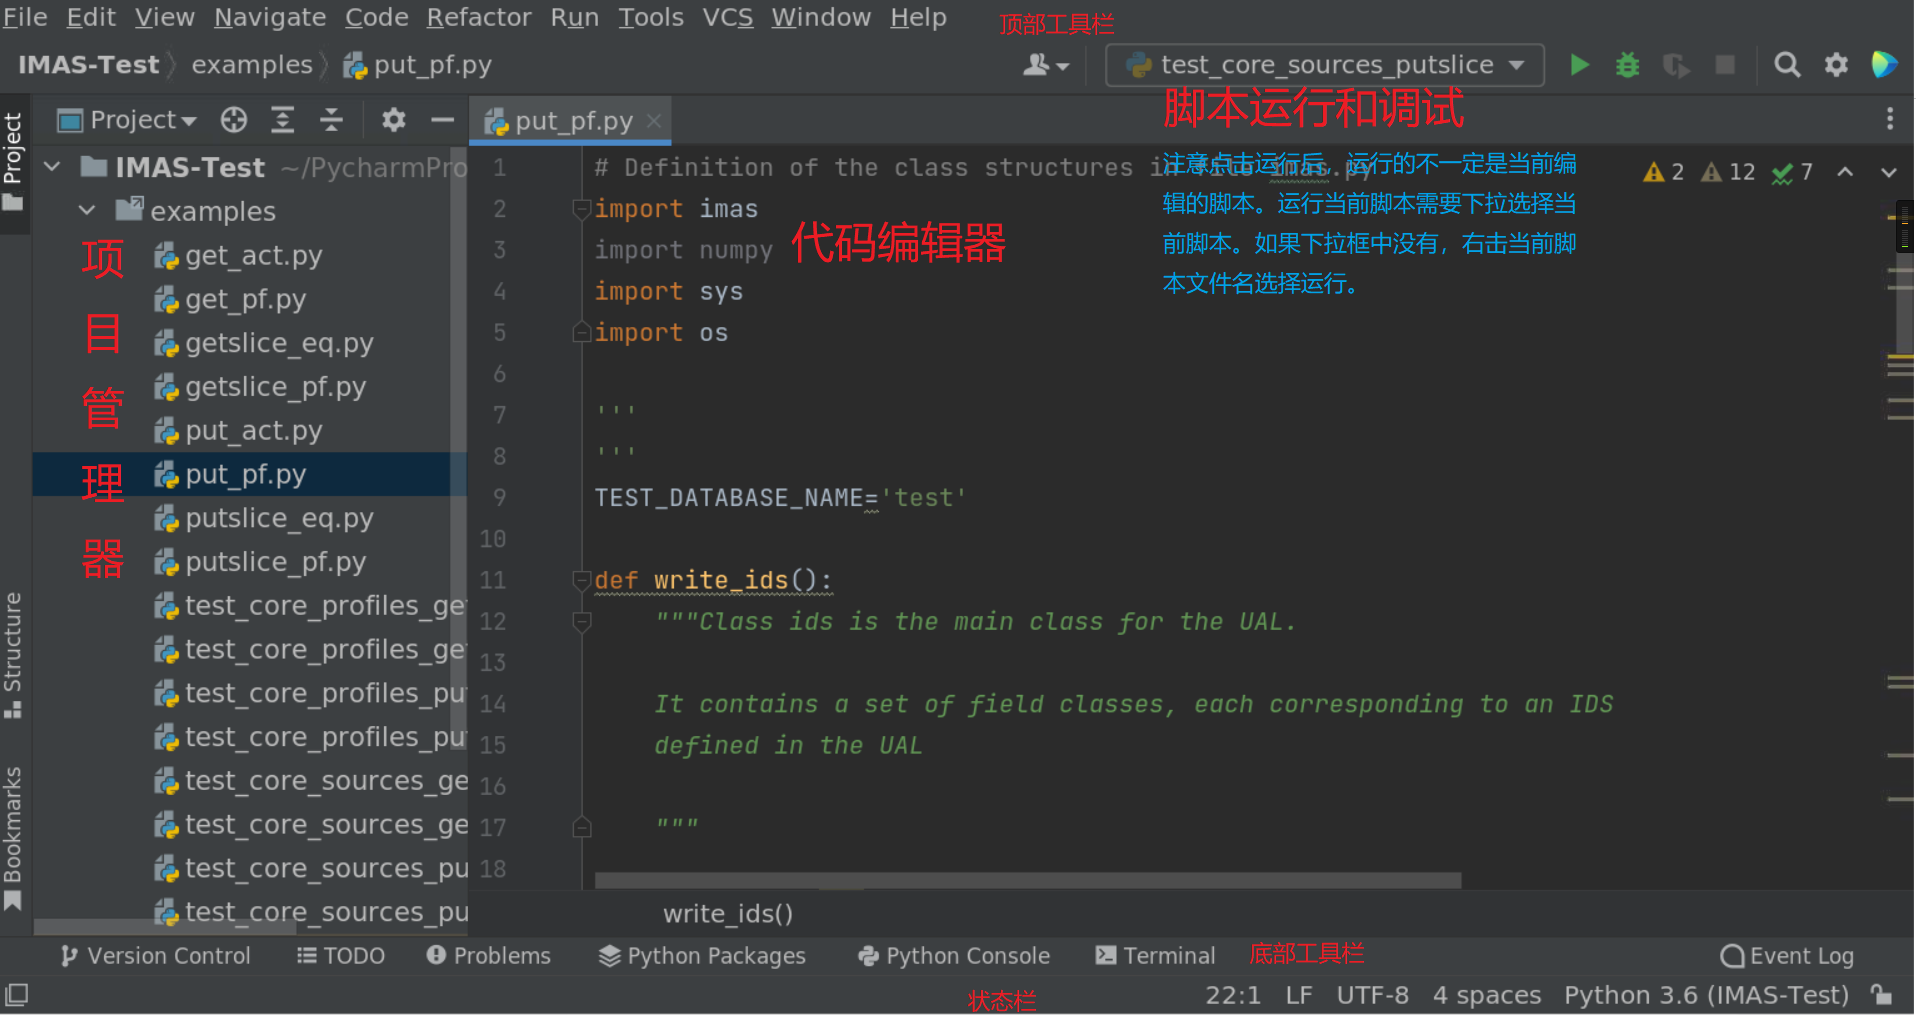 File Edit View Navigate Code Refactor Run Tools VCS Window Help
顶部工具栏
IMAS-Test examples put_pf.py
test_core_sources_putslice
脚本运行和调试
Project
put_pf.py
IMAS-Test ~/PycharmPro
examples
get_act.py
get_pf.py
getslice_eq.py
getslice_pf.py
put_act.py
put_pf.py
putslice_eq.py
putslice_pf.py
test_core_profiles_get
test_core_profiles_ge
test_core_profiles_pu
test_core_profiles_pu
test_core_sources_ge
test_core_sources_ge
test_core_sources_pu
test_core_sources_pu
项
目
管
理
器
Project
Structure
Bookmarks
1 # Definition of the class structures in file imas.py
2 import imas
3 import numpy
4 import sys
5 import os
6
7 '''
8 '''
9 TEST_DATABASE_NAME='test'
10
11 def write_ids():
12 """Class ids is the main class for the UAL.
13
14 It contains a set of field classes, each corresponding to an IDS
15 defined in the UAL
16
17 """
18
代码编辑器
注意点击运行后，运行的不一定是当前编
辑的脚本。运行当前脚本需要下拉选择当
前脚本。如果下拉框中没有，右击当前脚
本文件名选择运行。
2 12 7
write_ids()
Version Control TODO Problems Python Packages Python Console Terminal
底部工具栏
Event Log
状态栏
22:1 LF UTF-8 4 spaces Python 3.6 (IMAS-Test)